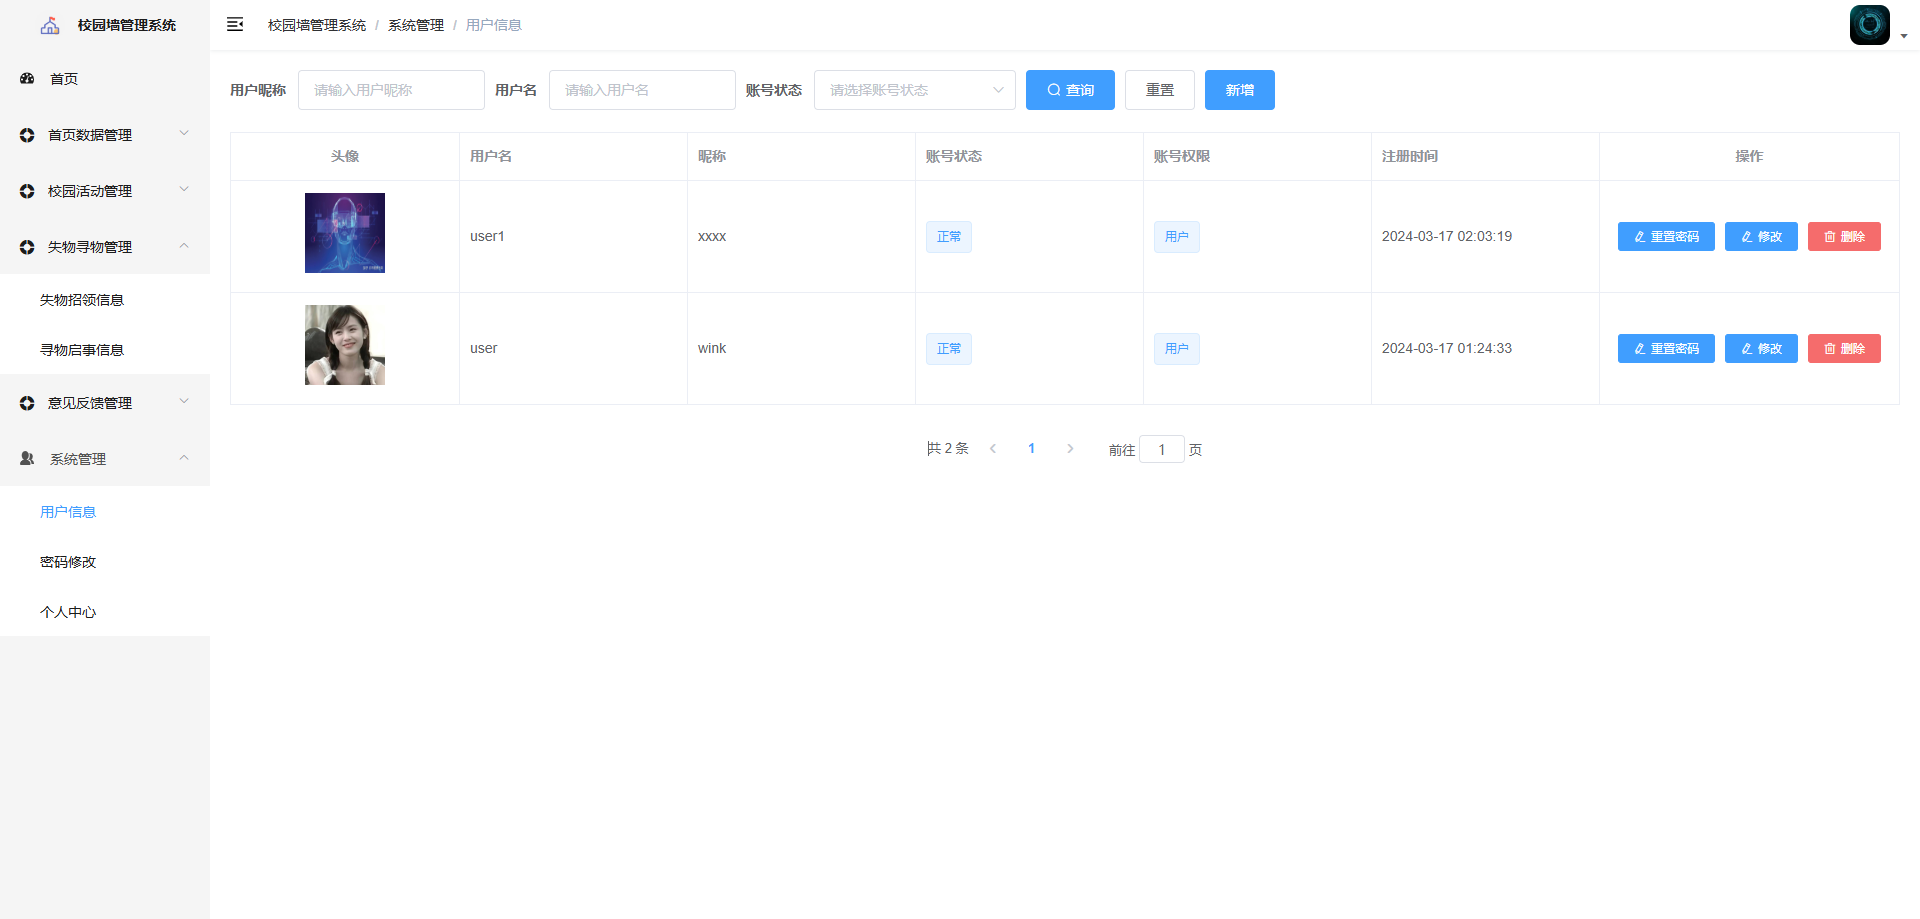 校园墙管理系统
首页
首页数据管理
校园活动管理
失物寻物管理
失物招领信息
寻物启事信息
意见反馈管理
系统管理
用户信息
密码修改
个人中心
校园墙管理系统 / 系统管理 / 用户信息
用户昵称 请输入用户昵称 用户名 请输入用户名 账号状态 请选择账号状态 查询 重置 新增
头像 用户名 昵称 账号状态 账号权限 注册时间 操作
user1 xxxx 正常 用户 2024-03-17 02:03:19 重置密码 修改 删除
user wink 正常 用户 2024-03-17 01:24:33 重置密码 修改 删除
共 2 条 1 前往 1 页